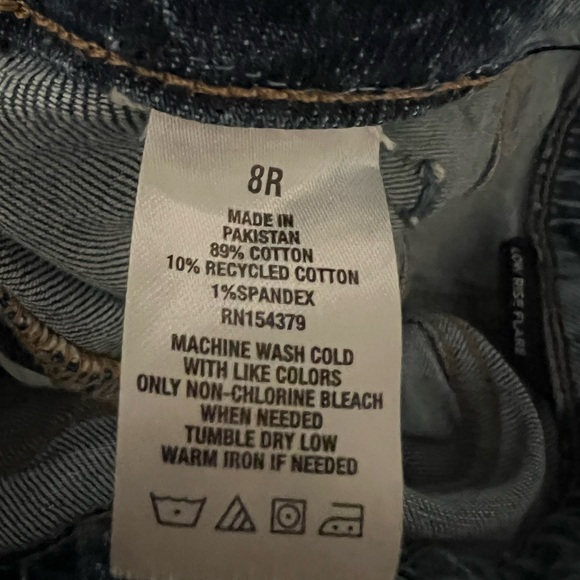 8R
MADE IN
PAKISTAN
89% COTTON
10% RECYCLED COTTON
1%SPANDEX
RN154379
MACHINE WASH COLD
WITH LIKE COLORS
ONLY NON-CHLORINE BLEACH
WHEN NEEDED
TUMBLE DRY LOW
WARM IRON IF NEEDED
LOW RISE FLARE